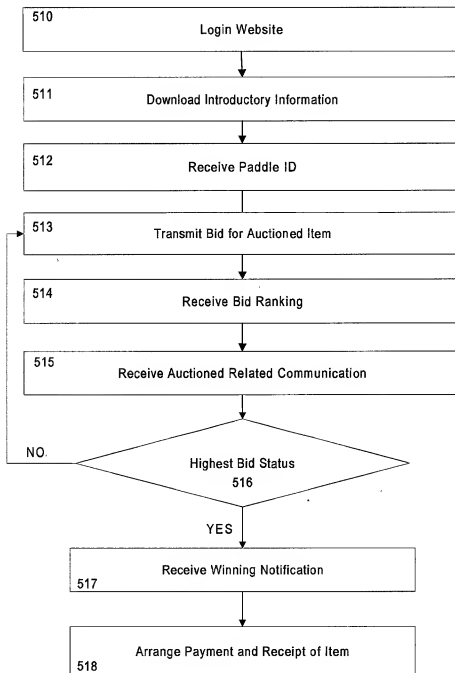 510
Login Website
511
Download Introductory Information
512
Receive Paddle ID
513
Transmit Bid for Auctioned Item
514
Receive Bid Ranking
515
Receive Auctioned Related Communication
NO.
Highest Bid Status
516
YES
Receive Winning Notification
517
Arrange Payment and Receipt of Item
518